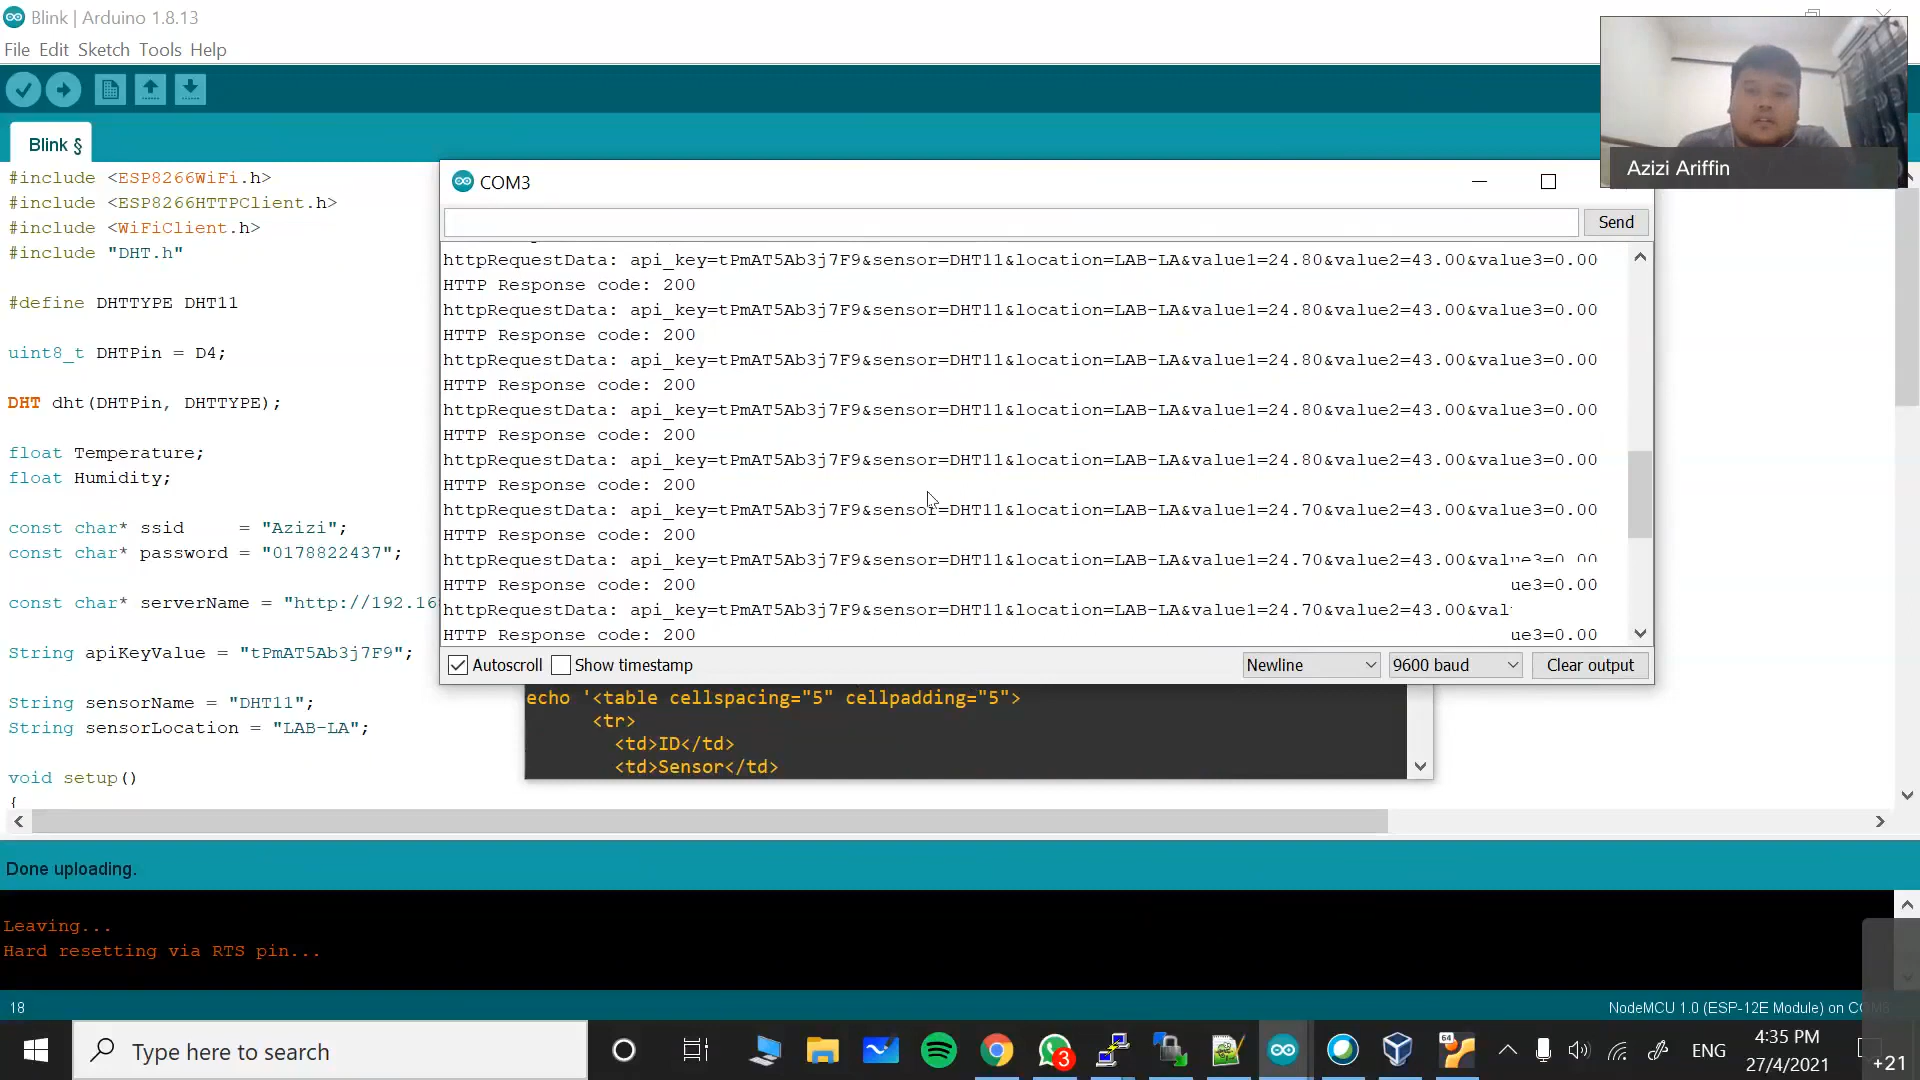 Blink | Arduino 1.8.13
File Edit Sketch Tools Help
Blink §
#include <ESP8266WiFi.h>
#include <ESP8266HTTPClient.h>
#include <WiFiClient.h>
#include "DHT.h"
#define DHTTYPE DHT11
uint8_t DHTPin = D4;
DHT dht(DHTPin, DHTTYPE);
float Temperature;
float Humidity;
const char* ssid     = "Azizi";
const char* password = "0178822437";
const char* serverName = "http://192.16
String apiKeyValue = "tPmAT5Ab3j7F9";
String sensorName = "DHT11";
String sensorLocation = "LAB-LA";
void setup()
{
Azizi Ariffin
COM3
Send
httpRequestData: api_key=tPmAT5Ab3j7F9&sensor=DHT11&location=LAB-LA&value1=24.80&value2=43.00&value3=0.00
HTTP Response code: 200
httpRequestData: api_key=tPmAT5Ab3j7F9&sensor=DHT11&location=LAB-LA&value1=24.80&value2=43.00&value3=0.00
HTTP Response code: 200
httpRequestData: api_key=tPmAT5Ab3j7F9&sensor=DHT11&location=LAB-LA&value1=24.80&value2=43.00&value3=0.00
HTTP Response code: 200
httpRequestData: api_key=tPmAT5Ab3j7F9&sensor=DHT11&location=LAB-LA&value1=24.80&value2=43.00&value3=0.00
HTTP Response code: 200
httpRequestData: api_key=tPmAT5Ab3j7F9&sensor=DHT11&location=LAB-LA&value1=24.80&value2=43.00&value3=0.00
HTTP Response code: 200
httpRequestData: api_key=tPmAT5Ab3j7F9&sensor=DHT11&location=LAB-LA&value1=24.70&value2=43.00&value3=0.00
HTTP Response code: 200
httpRequestData: api_key=tPmAT5Ab3j7F9&sensor=DHT11&location=LAB-LA&value1=24.70&value2=43.00&value3=0.00
HTTP Response code: 200 ue3=0.00
httpRequestData: api_key=tPmAT5Ab3j7F9&sensor=DHT11&location=LAB-LA&value1=24.70&value2=43.00&val
HTTP Response code: 200 ue3=0.00
Autoscroll Show timestamp Newline 9600 baud Clear output
echo '<table cellspacing="5" cellpadding="5">
<tr>
<td>ID</td>
<td>Sensor</td>
Done uploading.
Leaving...
Hard resetting via RTS pin...
18
NodeMCU 1.0 (ESP-12E Module) on COM3
Type here to search
3
64
ENG
4:35 PM
27/4/2021
+21